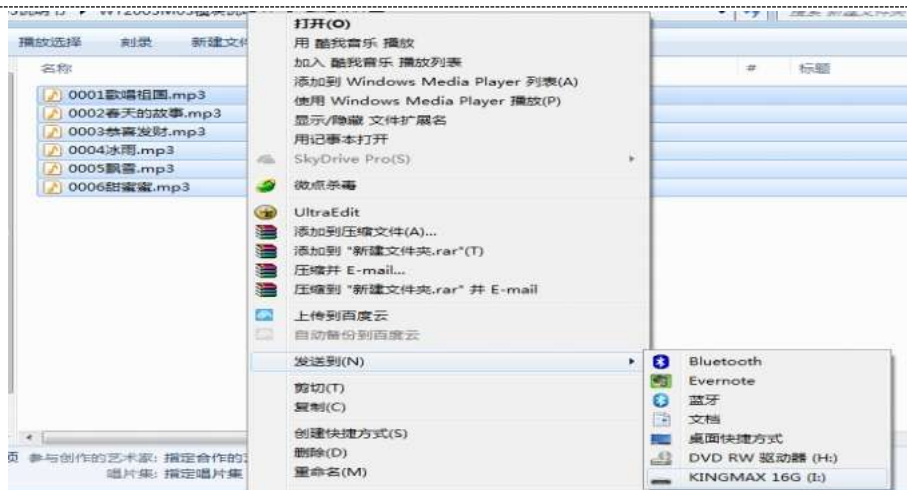 打开(O)
播放选择 刻录
用 酷我音乐 播放
加入 酷我音乐 播放列表
名称 # 标题
添加到 Windows Media Player 列表(A)
0001歌唱祖国.mp3
使用 Windows Media Player 播放(P)
0002春天的故事.mp3
显示/隐藏 文件扩展名
0003恭喜发财.mp3
用记事本打开
0004冰雨.mp3
SkyDrive Pro(S)
0005飘雪.mp3
0006甜蜜蜜.mp3
微点杀毒
UltraEdit
添加到压缩文件(A)...
添加到 "新建文件夹.rar"(T)
压缩并 E-mail...
压缩到 "新建文件夹.rar" 并 E-mail
上传到百度云
自动备份到百度云
发送到(N)
Bluetooth
Evernote
剪切(T)
蓝牙
复制(C)
文档
创建快捷方式(S)
桌面快捷方式
删除(D)
DVD RW 驱动器 (H:)
重命名(M)
KINGMAX 16G (I:)
参与创作的艺术家: 指定合作的
唱片集: 指定唱片集